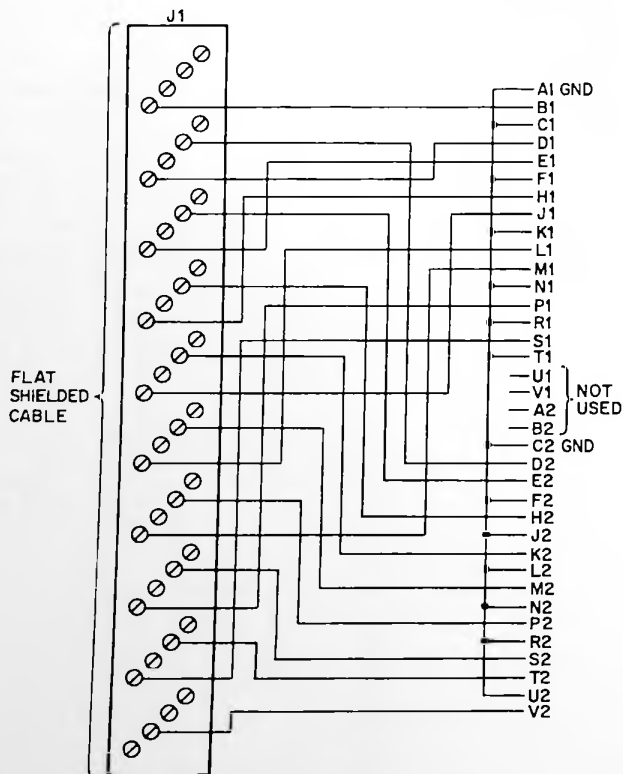 J1
A1 GND
B1
C1
D1
E1
F1
H1
J1
K1
L1
M1
N1
P1
R1
S1
T1
U1
V1
A2
B2
NOT
USED
C2 GND
D2
E2
F2
H2
J2
K2
L2
M2
N2
P2
R2
S2
T2
U2
V2
FLAT
SHIELDED
CABLE